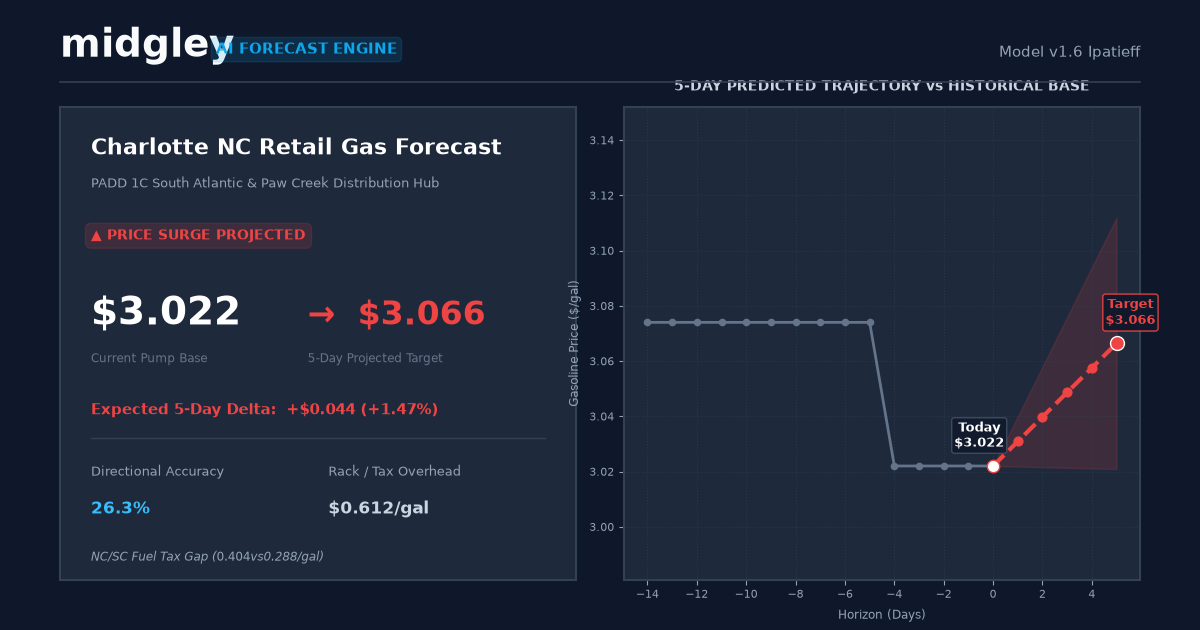 midgley
AI FORECAST ENGINE
Model v1.6 Ipatieff
Charlotte NC Retail Gas Forecast
PADD 1C South Atlantic & Paw Creek Distribution Hub
▲ PRICE SURGE PROJECTED
$3.022
→ $3.066
Current Pump Base
5-Day Projected Target
Expected 5-Day Delta: +$0.044 (+1.47%)
Directional Accuracy
Rack / Tax Overhead
26.3%
$0.612/gal
NC/SC Fuel Tax Gap (0.404vs0.288/gal)
5-DAY PREDICTED TRAJECTORY vs HISTORICAL BASE
Gasoline Price ($/gal)
3.14
3.12
3.10
3.08
3.06
3.04
3.02
3.00
Target
$3.066
Today
$3.022
−14 −12 −10 −8 −6 −4 −2 0 2 4
Horizon (Days)